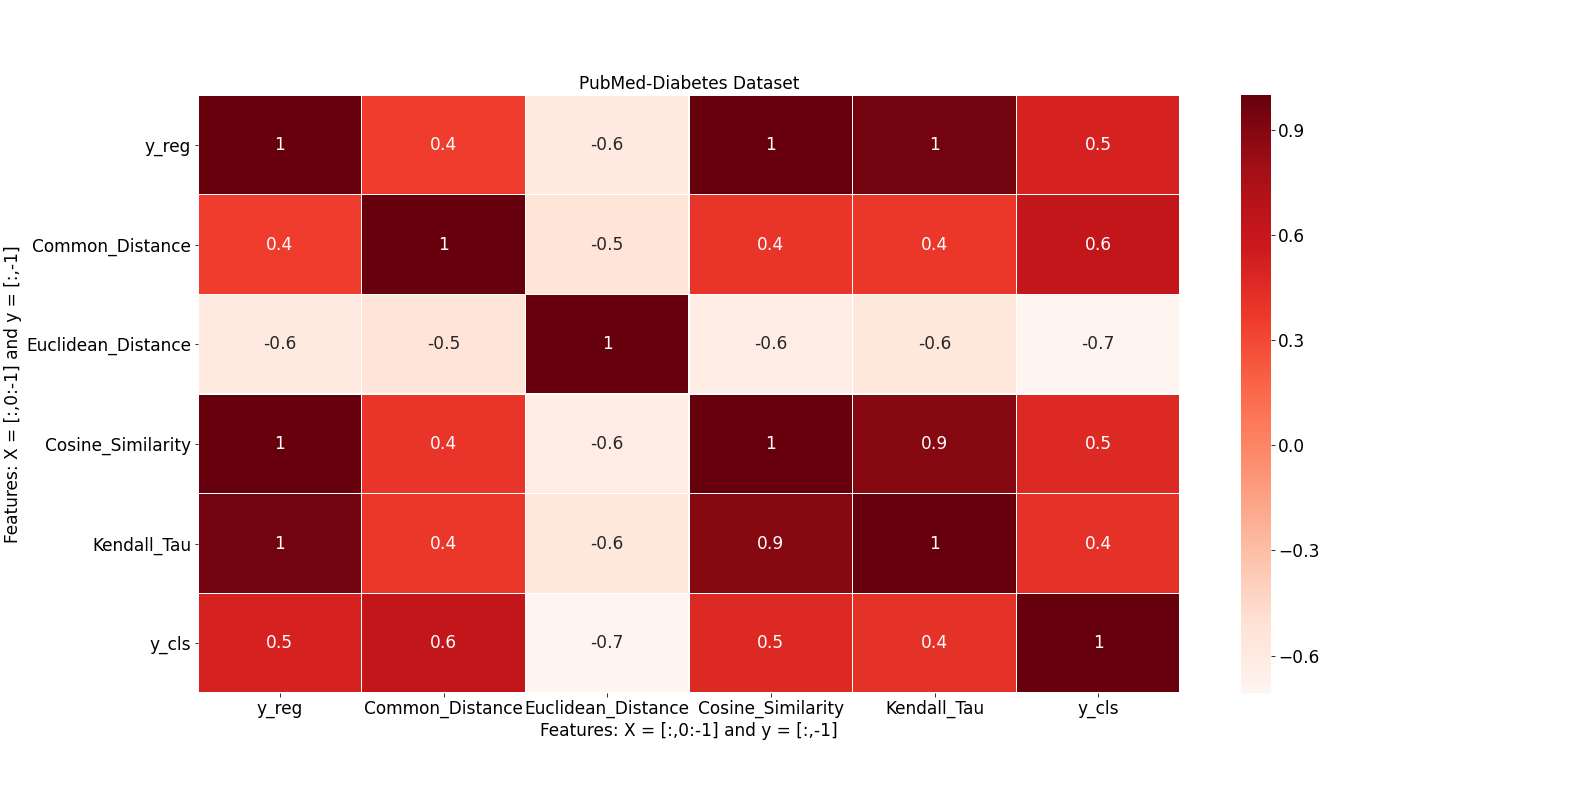 PubMed-Diabetes Dataset
Features: X = [:,0:-1] and y = [:,-1]
y_reg 1 0.4 -0.6 1 1 0.5
Common_Distance 0.4 1 -0.5 0.4 0.4 0.6
Euclidean_Distance -0.6 -0.5 1 -0.6 -0.6 -0.7
Cosine_Similarity 1 0.4 -0.6 1 0.9 0.5
Kendall_Tau 1 0.4 -0.6 0.9 1 0.4
y_cls 0.5 0.6 -0.7 0.5 0.4 1
y_reg Common_Distance Euclidean_Distance Cosine_Similarity Kendall_Tau y_cls
Features: X = [:,0:-1] and y = [:,-1]
0.9
0.6
0.3
0.0
−0.3
−0.6